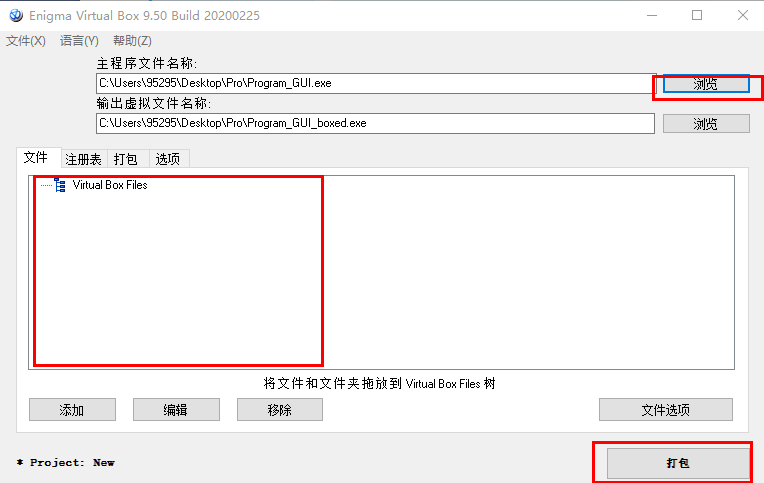 Enigma Virtual Box 9.50 Build 20200225
文件(X) 语言(Y) 帮助(Z)
主程序文件名称:
C:\Users\95295\Desktop\Pro\Program_GUI.exe 浏览
输出虚拟文件名称:
C:\Users\95295\Desktop\Pro\Program_GUI_boxed.exe 浏览
文件 注册表 打包 选项
Virtual Box Files
将文件和文件夹拖放到 Virtual Box Files 树
添加 编辑 移除 文件选项
* Project: New 打包